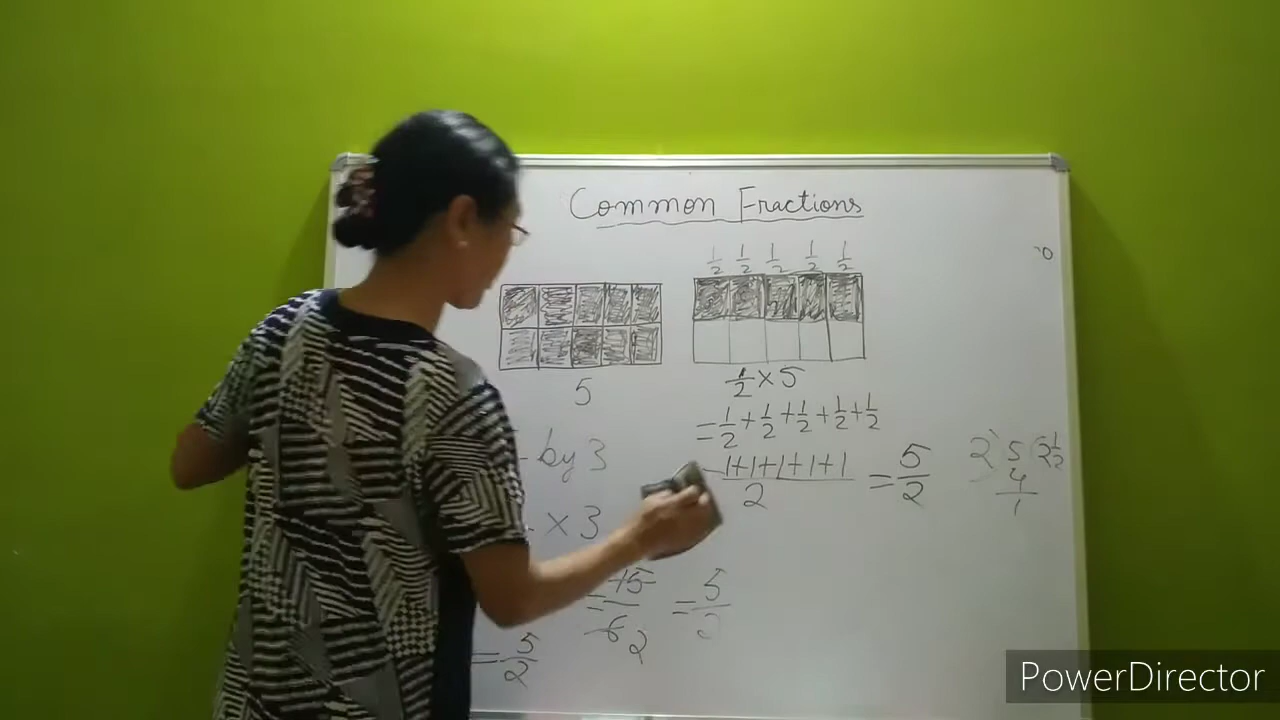 Common Fractions
1/2 1/2 1/2 1/2 1/2
5
1/2 × 5
= 1/2 + 1/2 + 1/2 + 1/2 + 1/2
1+1+1+1+1 / 2 = 5/2
2 5 2 1/2
4
1
by 3
× 3
= 15/6 2 = 5/2
= 5/2
PowerDirector